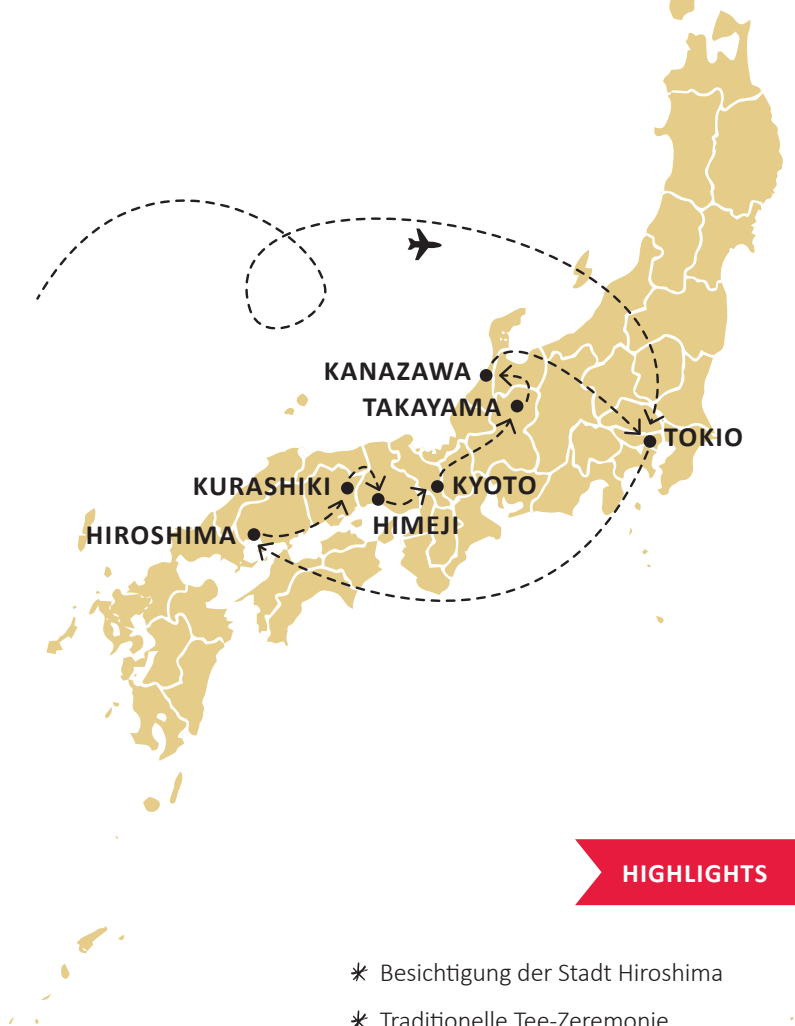 KANAZAWA
TAKAYAMA
TOKIO
KURASHIKI
KYOTO
HIMEJI
HIROSHIMA
HIGHLIGHTS
Besichtigung der Stadt Hiroshima
Traditionelle Tee-Zeremonie